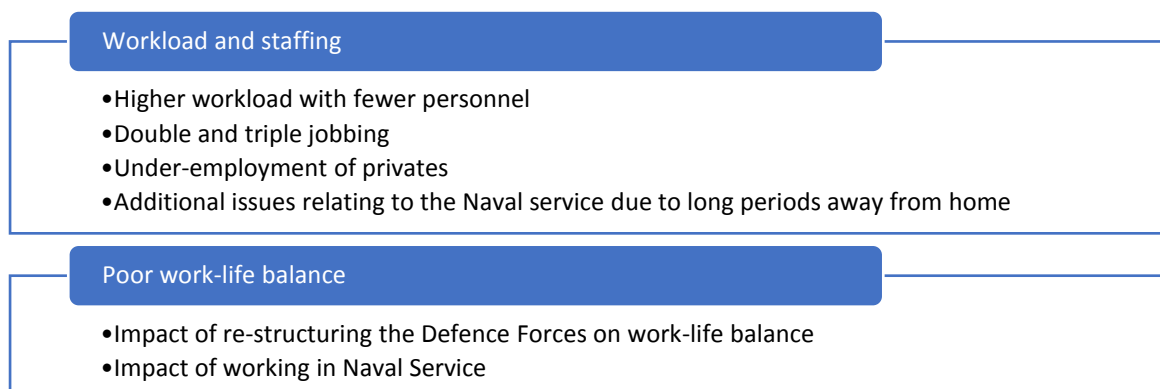 Workload and staffing
•Higher workload with fewer personnel
•Double and triple jobbing
•Under-employment of privates
•Additional issues relating to the Naval service due to long periods away from home
Poor work-life balance
•Impact of re-structuring the Defence Forces on work-life balance
•Impact of working in Naval Service